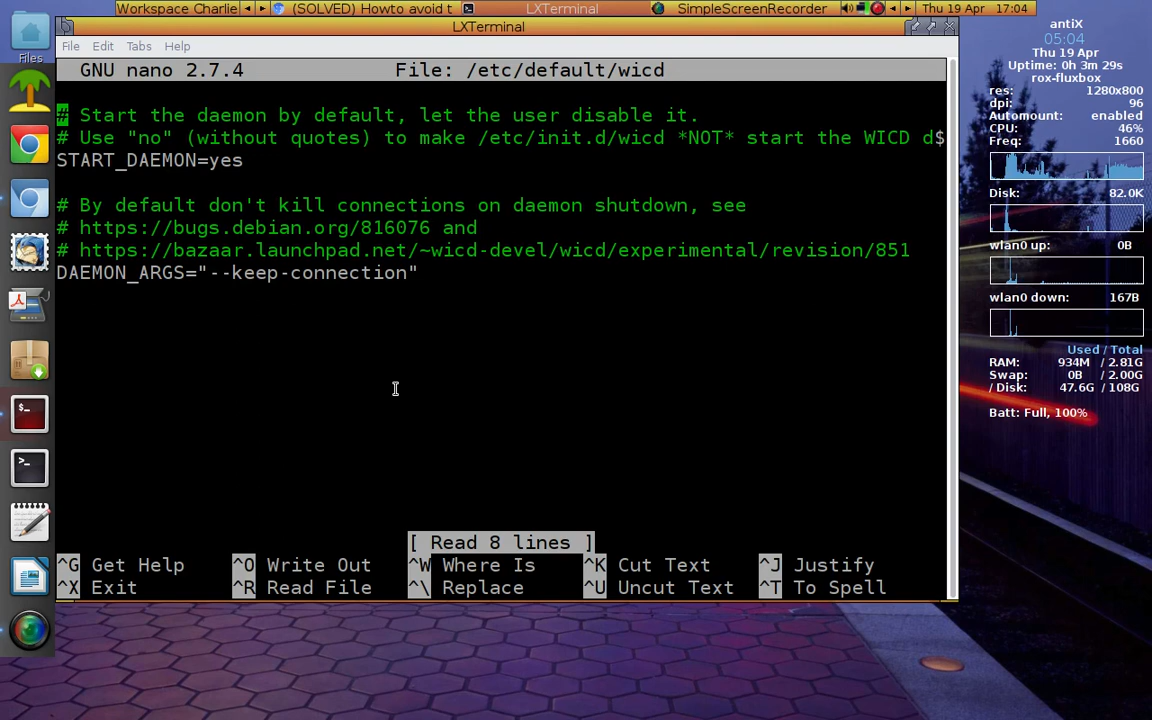 Workspace Charlie
(SOLVED) Howto avoid t
LXTerminal
SimpleScreenRecorder
Thu 19 Apr 17:04
LXTerminal
File Edit Tabs Help
GNU nano 2.7.4 File: /etc/default/wicd
# Start the daemon by default, let the user disable it.
# Use "no" (without quotes) to make /etc/init.d/wicd *NOT* start the WICD d$
START_DAEMON=yes
# By default don't kill connections on daemon shutdown, see
# https://bugs.debian.org/816076 and
# https://bazaar.launchpad.net/~wicd-devel/wicd/experimental/revision/851
DAEMON_ARGS="--keep-connection"
[ Read 8 lines ]
^G Get Help ^O Write Out ^W Where Is ^K Cut Text ^J Justify
^X Exit ^R Read File ^\ Replace ^U Uncut Text ^T To Spell
Files
antiX
05:04
Thu 19 Apr
Uptime: 0h 3m 29s
rox-fluxbox
res: 1280x800
dpi: 96
Automount: enabled
CPU: 46%
Freq: 1660
Disk: 82.0K
wlan0 up: 0B
wlan0 down: 167B
Used / Total
RAM: 934M / 2.81G
Swap: 0B / 2.00G
/ Disk: 47.6G / 108G
Batt: Full, 100%